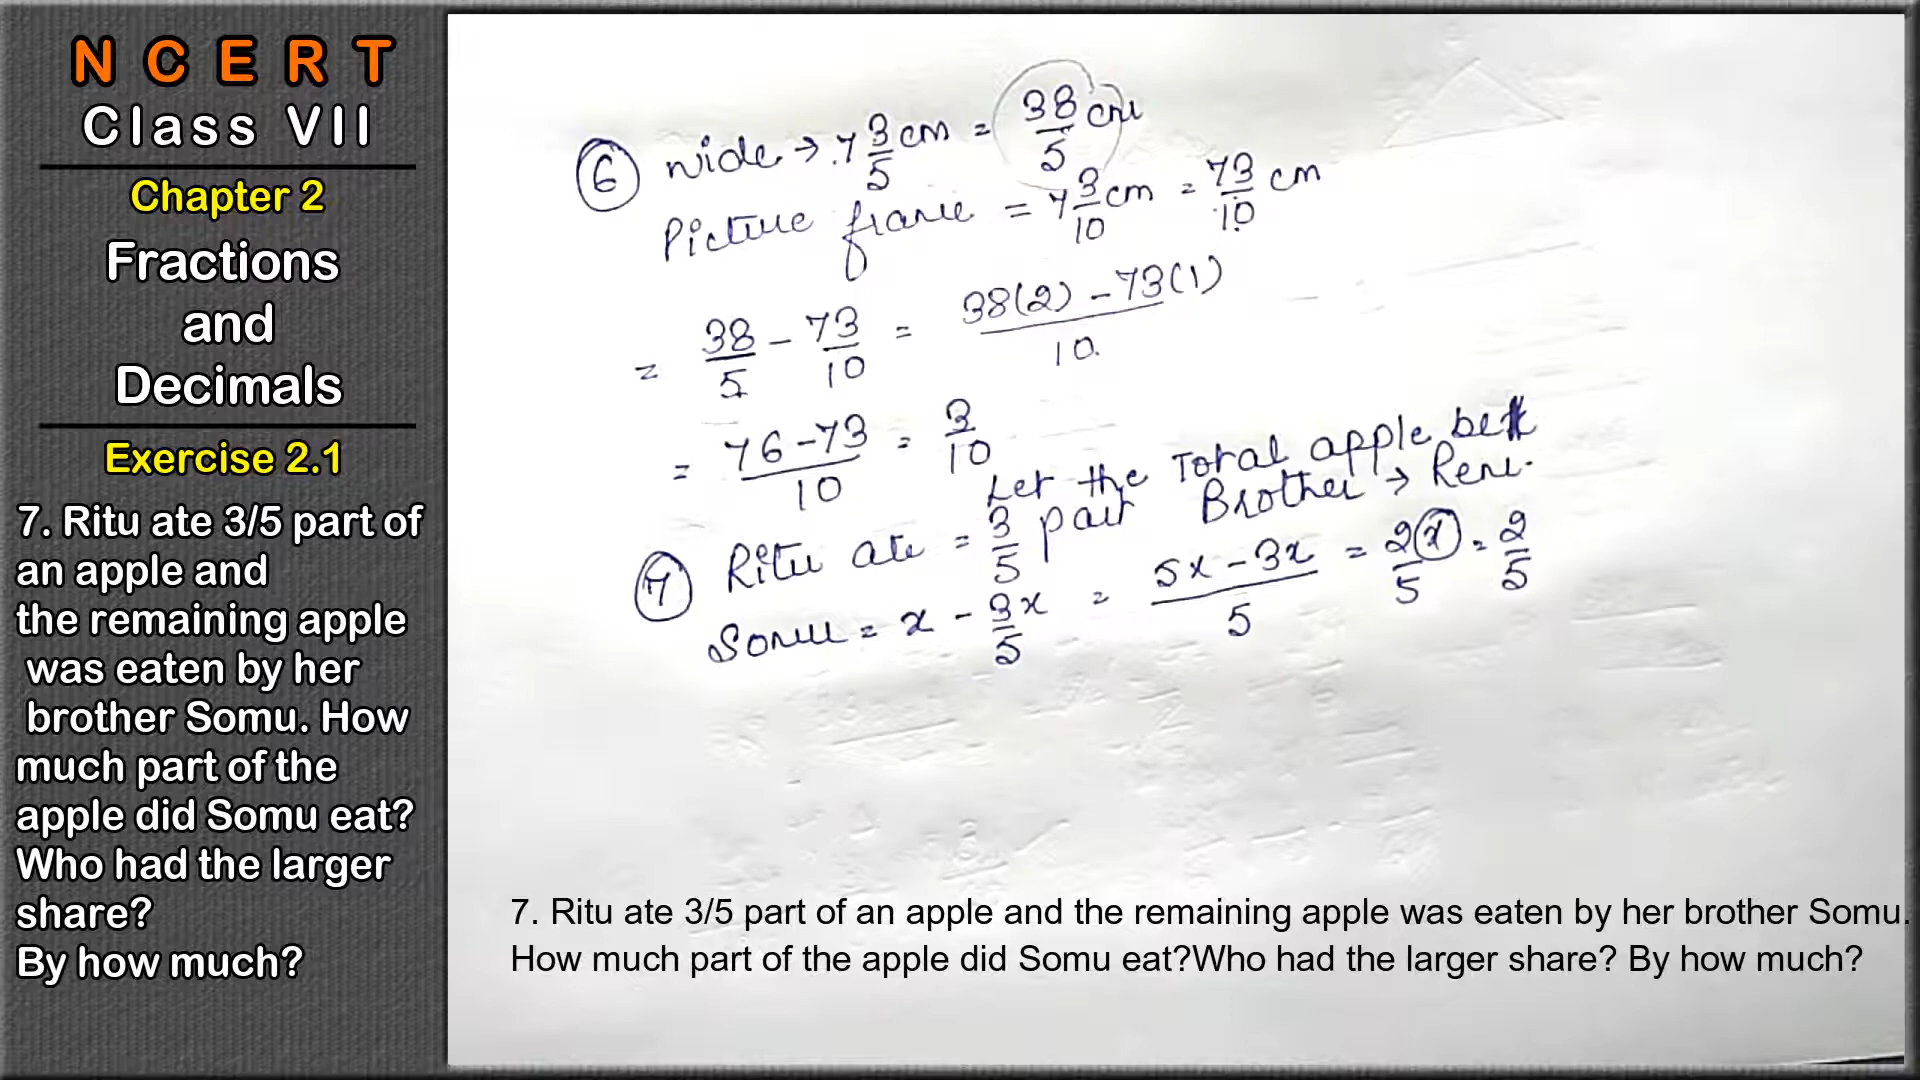 NCERT
Class VII
Chapter 2
Fractions
and
Decimals
Exercise 2.1
7. Ritu ate 3/5 part of
an apple and
the remaining apple
was eaten by her
brother Somu. How
much part of the
apple did Somu eat?
Who had the larger
share?
By how much?
6 wide → 7 3/5 cm = 38/5 cm
Picture frame = 7 3/10 cm = 73/10 cm
= 38/5 - 73/10 = 38(2) - 73(1)/10
= 76-73/10 = 3/10
Let the Total apple be x
Brother →
7 Ritu ate = 3/5 part
Somu = x - 3x/5 = 5x - 3x/5 = 2x/5 = 2/5
7. Ritu ate 3/5 part of an apple and the remaining apple was eaten by her brother Somu.
How much part of the apple did Somu eat?Who had the larger share? By how much?